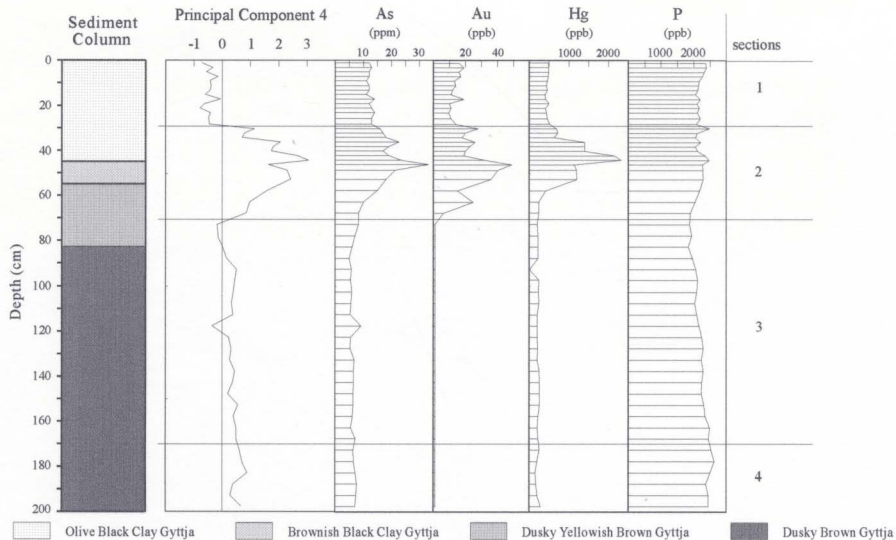 Sediment
Column
Principal Component 4
As
(ppm)
Au
(ppb)
Hg
(ppb)
P
(ppb)
sections
-1 0 1 2 3
10 20 30
20 40
1000 2000
1000 2000
Depth (cm)
0
20
40
60
80
100
120
140
160
180
200
1
2
3
4
Olive Black Clay Gyttja
Brownish Black Clay Gyttja
Dusky Yellowish Brown Gyttja
Dusky Brown Gyttja